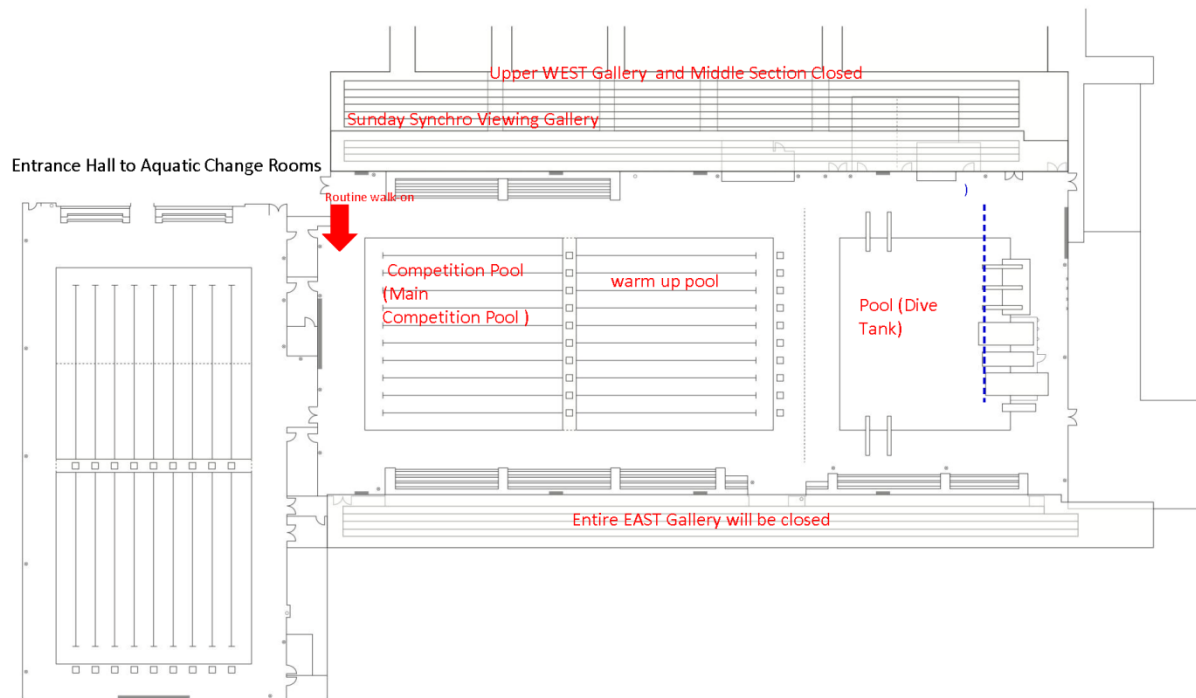 Upper WEST Gallery and Middle Section Closed
Sunday Synchro Viewing Gallery
Entrance Hall to Aquatic Change Rooms
Routine walk on
)
Competition Pool
(Main
Competition Pool )
warm up pool
Pool (Dive
Tank)
Entire EAST Gallery will be closed